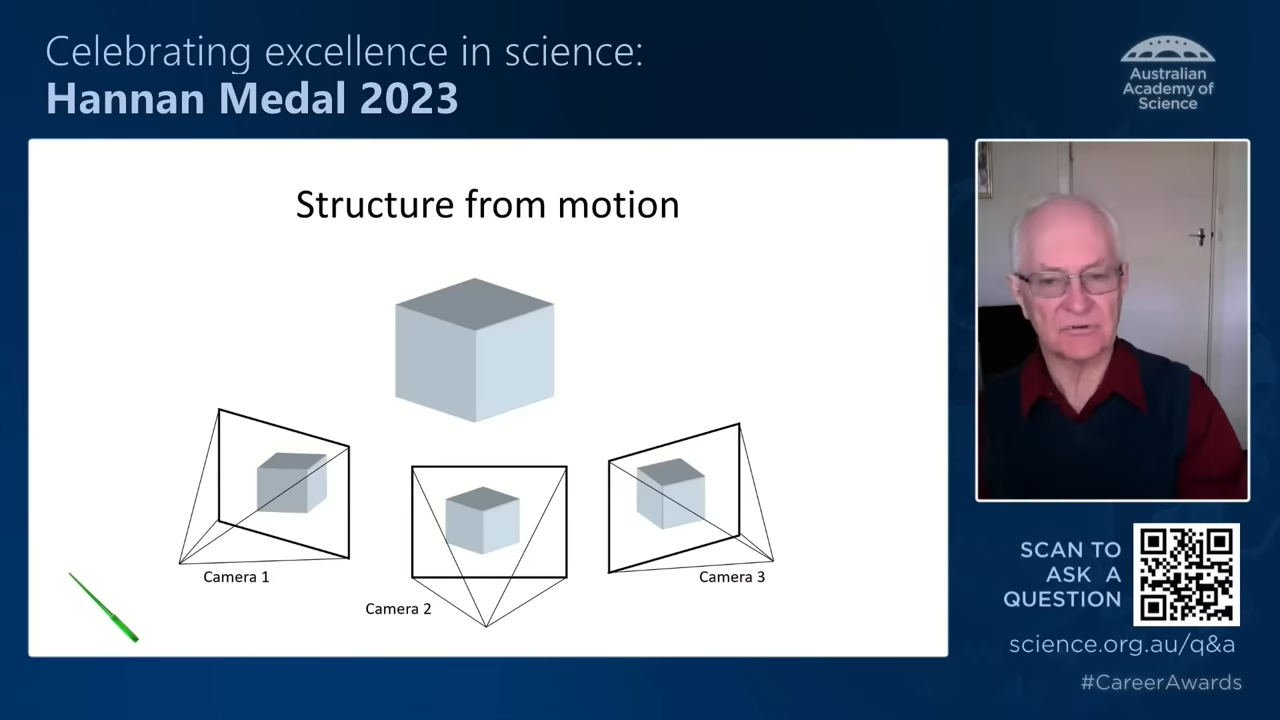 Celebrating excellence in science:
Hannan Medal 2023
Australian
Academy of
Science
Structure from motion
Camera 1
Camera 2
Camera 3
SCAN TO
ASK A
QUESTION
science.org.au/q&a
#CareerAwards